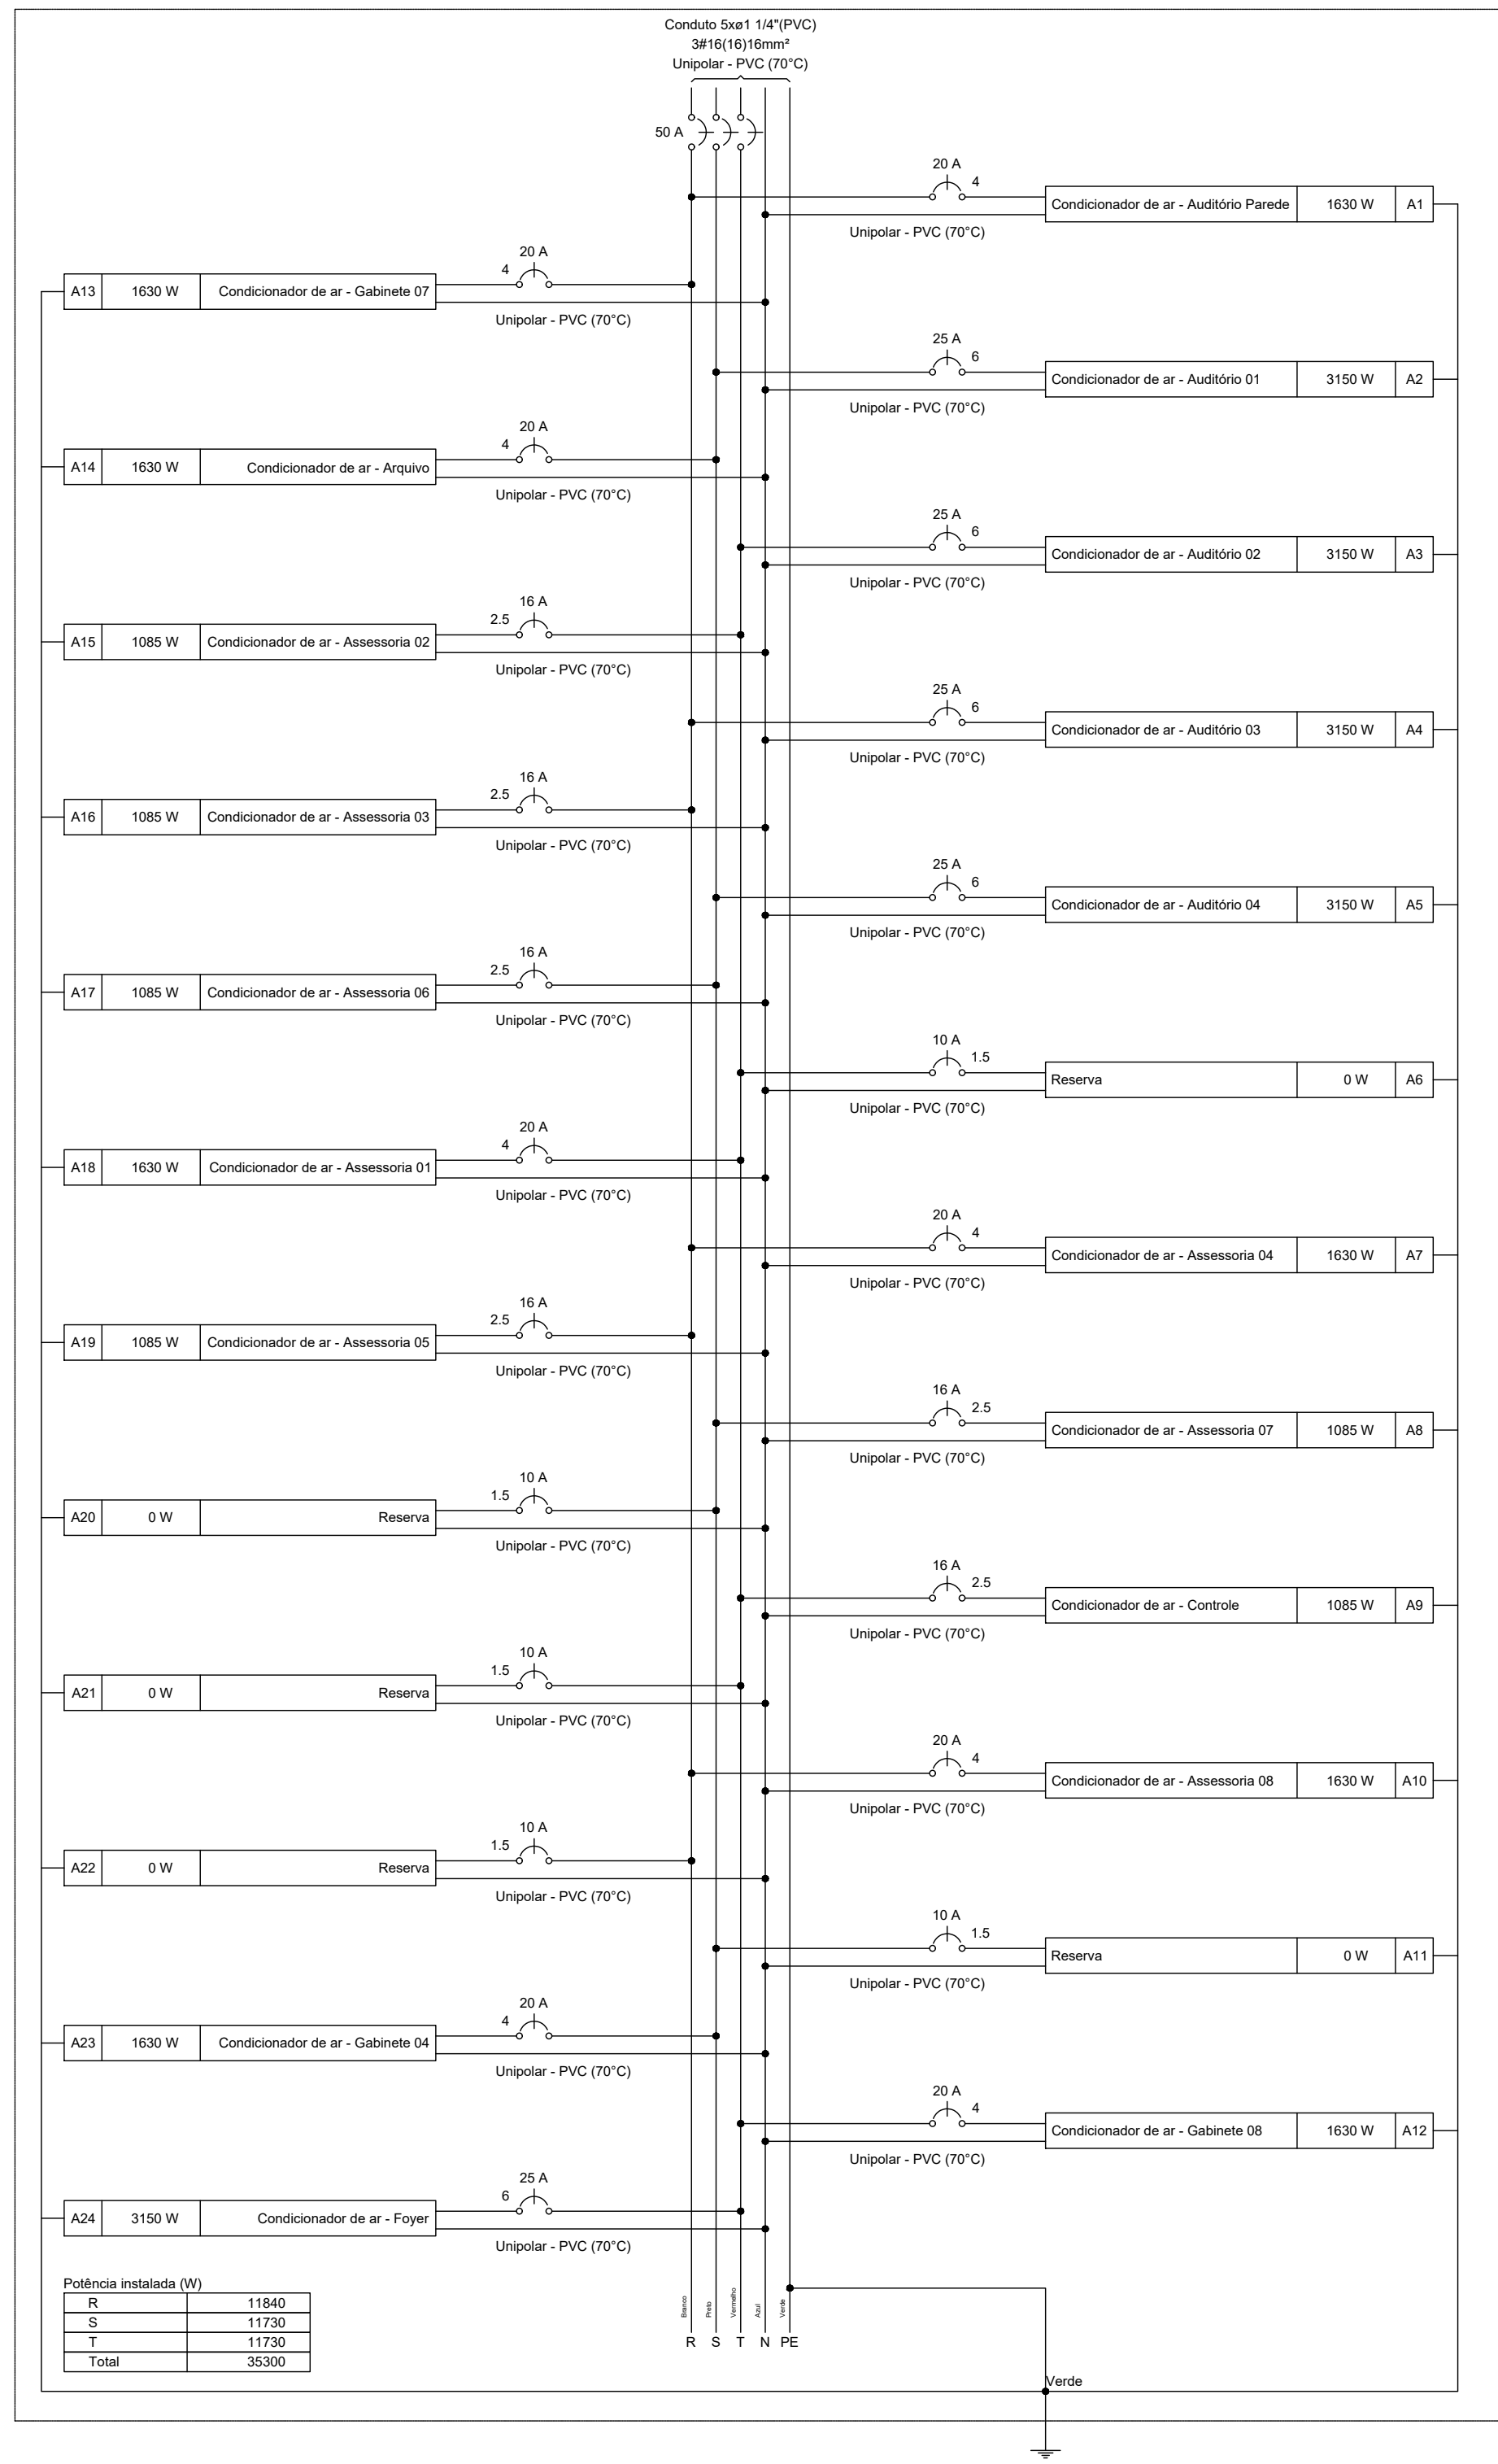 Conduto 5xø1 1/4"(PVC)
3#16(16)16mm²
Unipolar - PVC (70°C)
50 A
20 A
4
Condicionador de ar - Auditório Parede 1630 W A1
Unipolar - PVC (70°C)
20 A
4
A13 1630 W Condicionador de ar - Gabinete 07
Unipolar - PVC (70°C)
25 A
6
Condicionador de ar - Auditório 01 3150 W A2
Unipolar - PVC (70°C)
20 A
4
A14 1630 W Condicionador de ar - Arquivo
Unipolar - PVC (70°C)
25 A
6
Condicionador de ar - Auditório 02 3150 W A3
Unipolar - PVC (70°C)
16 A
2.5
A15 1085 W Condicionador de ar - Assessoria 02
Unipolar - PVC (70°C)
25 A
6
Condicionador de ar - Auditório 03 3150 W A4
Unipolar - PVC (70°C)
16 A
2.5
A16 1085 W Condicionador de ar - Assessoria 03
Unipolar - PVC (70°C)
25 A
6
Condicionador de ar - Auditório 04 3150 W A5
Unipolar - PVC (70°C)
16 A
2.5
A17 1085 W Condicionador de ar - Assessoria 06
Unipolar - PVC (70°C)
10 A
1.5
Reserva 0 W A6
Unipolar - PVC (70°C)
20 A
4
A18 1630 W Condicionador de ar - Assessoria 01
Unipolar - PVC (70°C)
20 A
4
Condicionador de ar - Assessoria 04 1630 W A7
Unipolar - PVC (70°C)
16 A
2.5
A19 1085 W Condicionador de ar - Assessoria 05
Unipolar - PVC (70°C)
16 A
2.5
Condicionador de ar - Assessoria 07 1085 W A8
Unipolar - PVC (70°C)
10 A
1.5
A20 0 W Reserva
Unipolar - PVC (70°C)
16 A
2.5
Condicionador de ar - Controle 1085 W A9
Unipolar - PVC (70°C)
10 A
1.5
A21 0 W Reserva
Unipolar - PVC (70°C)
20 A
4
Condicionador de ar - Assessoria 08 1630 W A10
Unipolar - PVC (70°C)
10 A
1.5
A22 0 W Reserva
Unipolar - PVC (70°C)
10 A
1.5
Reserva 0 W A11
Unipolar - PVC (70°C)
20 A
4
A23 1630 W Condicionador de ar - Gabinete 04
Unipolar - PVC (70°C)
20 A
4
Condicionador de ar - Gabinete 08 1630 W A12
Unipolar - PVC (70°C)
25 A
6
A24 3150 W Condicionador de ar - Foyer
Unipolar - PVC (70°C)
Potência instalada (W)
R 11840
S 11730
T 11730
Total 35300
Branco
Preto
Vermelho
Azul
Verde
R S T N PE
Verde